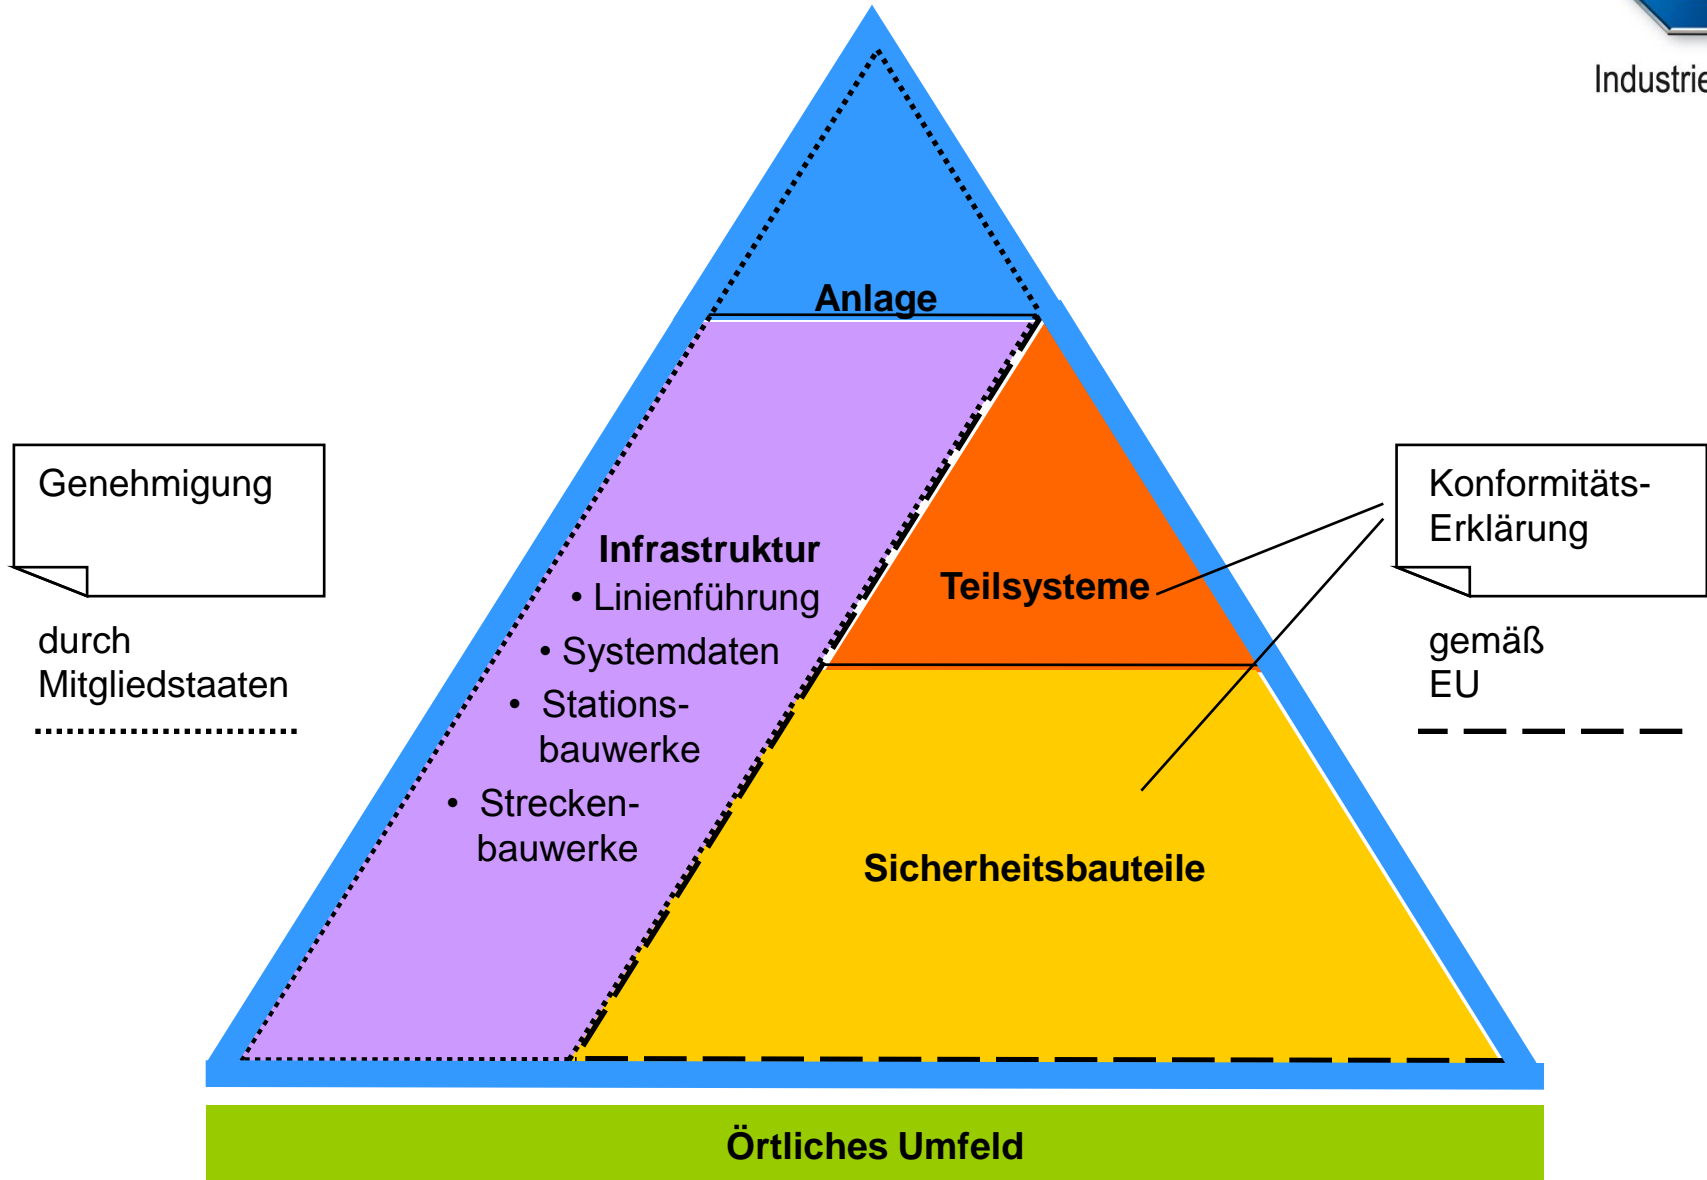 Industrie
Anlage
Genehmigung
durch
Mitgliedstaaten
Infrastruktur
• Linienführung
• Systemdaten
• Stations-
bauwerke
• Strecken-
bauwerke
Teilsysteme
Sicherheitsbauteile
Konformitäts-
Erklärung
gemäß
EU
Örtliches Umfeld